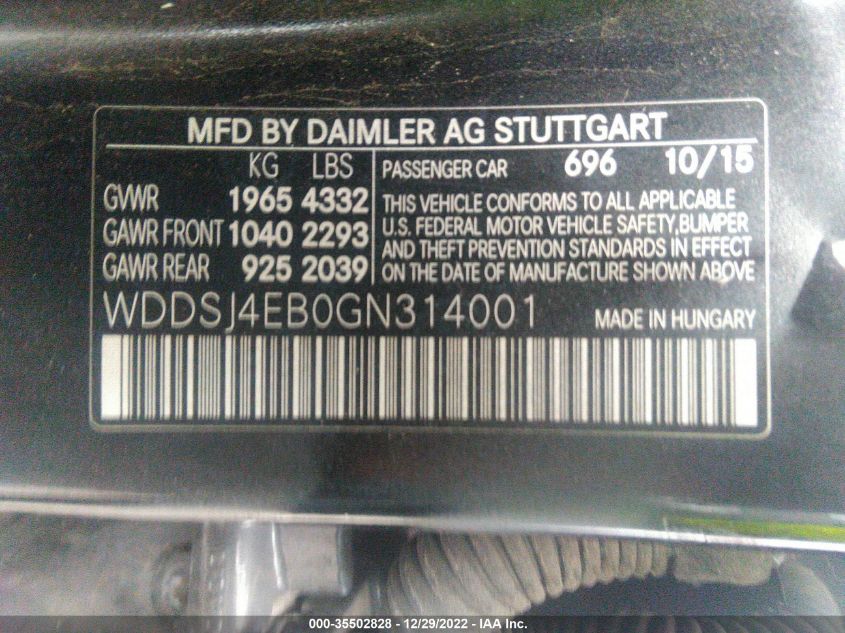 MFD BY DAIMLER AG STUTTGART
KG LBS
GVWR 1965 4332
GAWR FRONT 1040 2293
GAWR REAR 925 2039
PASSENGER CAR 696 10/15
THIS VEHICLE CONFORMS TO ALL APPLICABLE
U.S. FEDERAL MOTOR VEHICLE SAFETY,BUMPER
AND THEFT PREVENTION STANDARDS IN EFFECT
ON THE DATE OF MANUFACTURE SHOWN ABOVE
WDDSJ4EB0GN314001 MADE IN HUNGARY
000-35502828 - 12/29/2022 - IAA Inc.